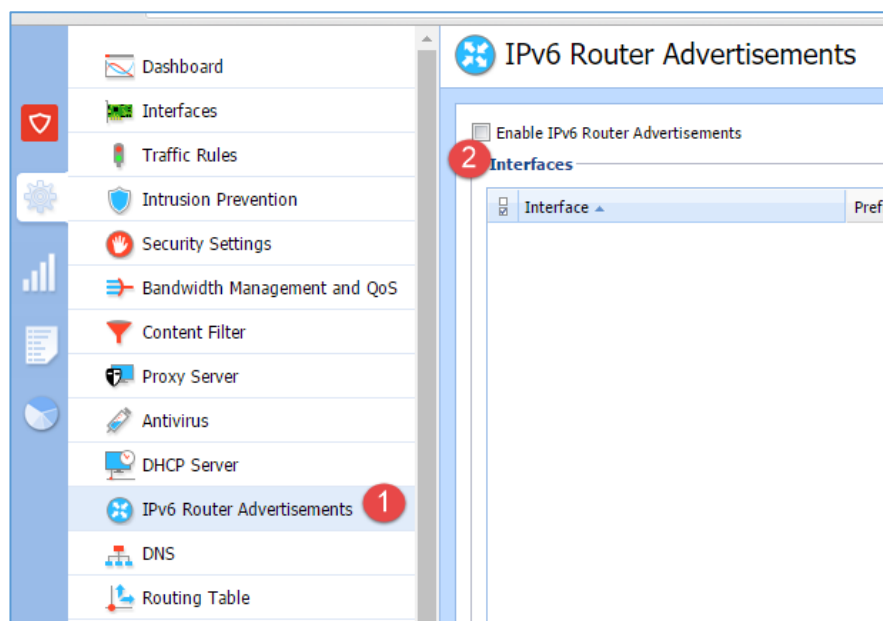 Dashboard
Interfaces
Traffic Rules
Intrusion Prevention
Security Settings
Bandwidth Management and QoS
Content Filter
Proxy Server
Antivirus
DHCP Server
IPv6 Router Advertisements 1
DNS
Routing Table
IPv6 Router Advertisements
Enable IPv6 Router Advertisements
2 Interfaces
Interface Pref